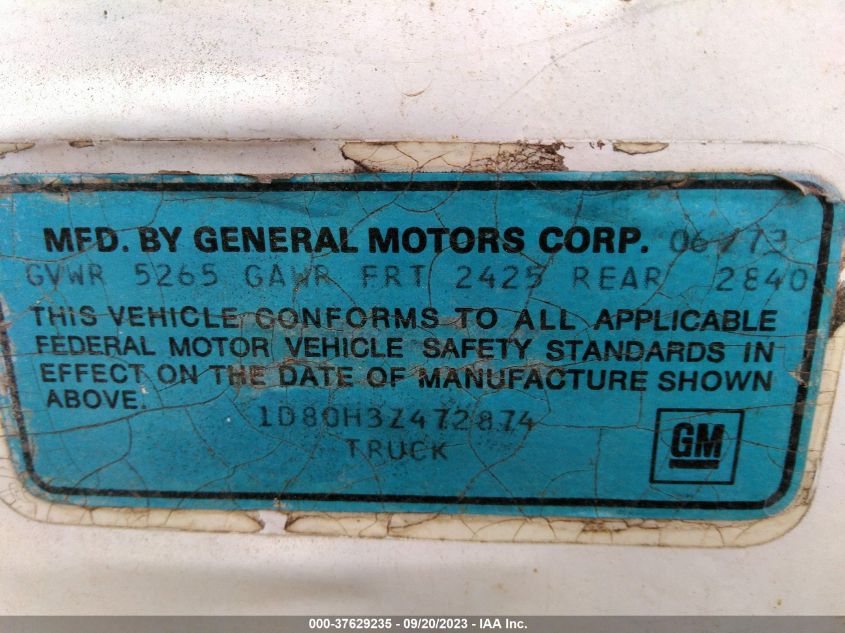 MFD. BY GENERAL MOTORS CORP. 06/73
GVWR 5265 GAWR FRT 2425 REAR 2840
THIS VEHICLE CONFORMS TO ALL APPLICABLE
FEDERAL MOTOR VEHICLE SAFETY STANDARDS IN
EFFECT ON THE DATE OF MANUFACTURE SHOWN
ABOVE.
1D80H3Z472874
TRUCK
GM
000-37629235 - 09/20/2023 - IAA Inc.